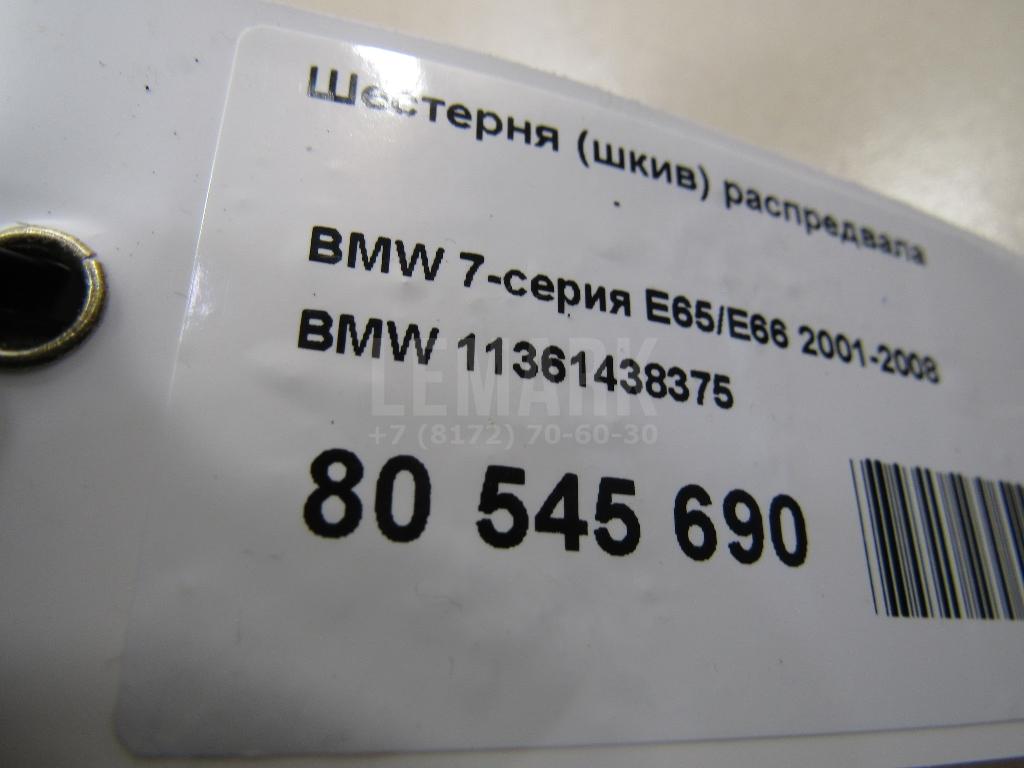 Шестерня (шкив) распредвала
BMW 7-серия E65/E66 2001-2008
BMW 11361438375
LEMARK
+7 (8172) 70-60-30
80 545 690